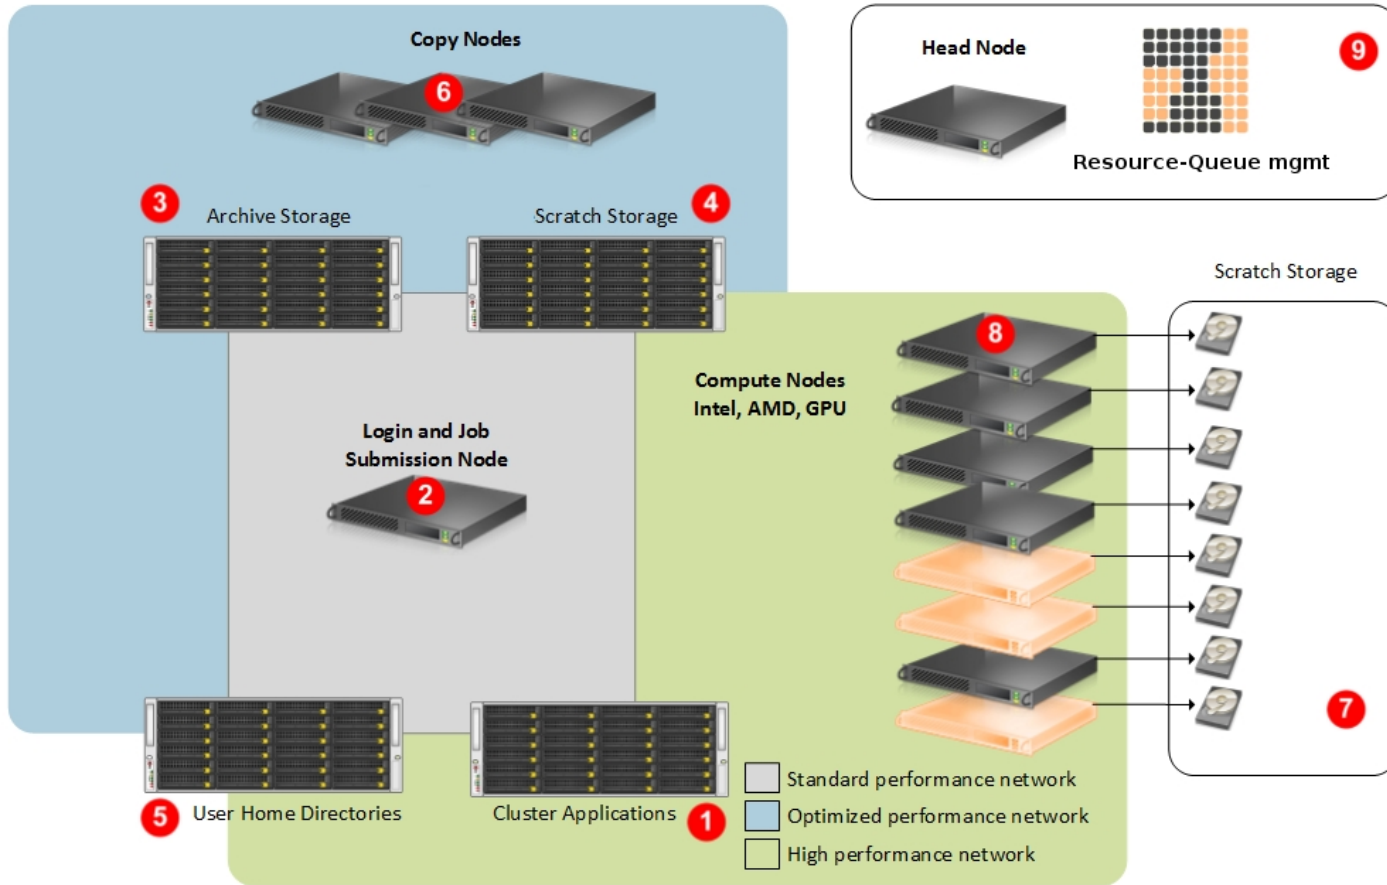 Copy Nodes
6
Head Node
9
Resource-Queue mgmt
3
Archive Storage
Scratch Storage
4
Scratch Storage
8
Compute Nodes
Intel, AMD, GPU
Login and Job
Submission Node
2
7
Standard performance network
Optimized performance network
High performance network
5
User Home Directories
Cluster Applications
1